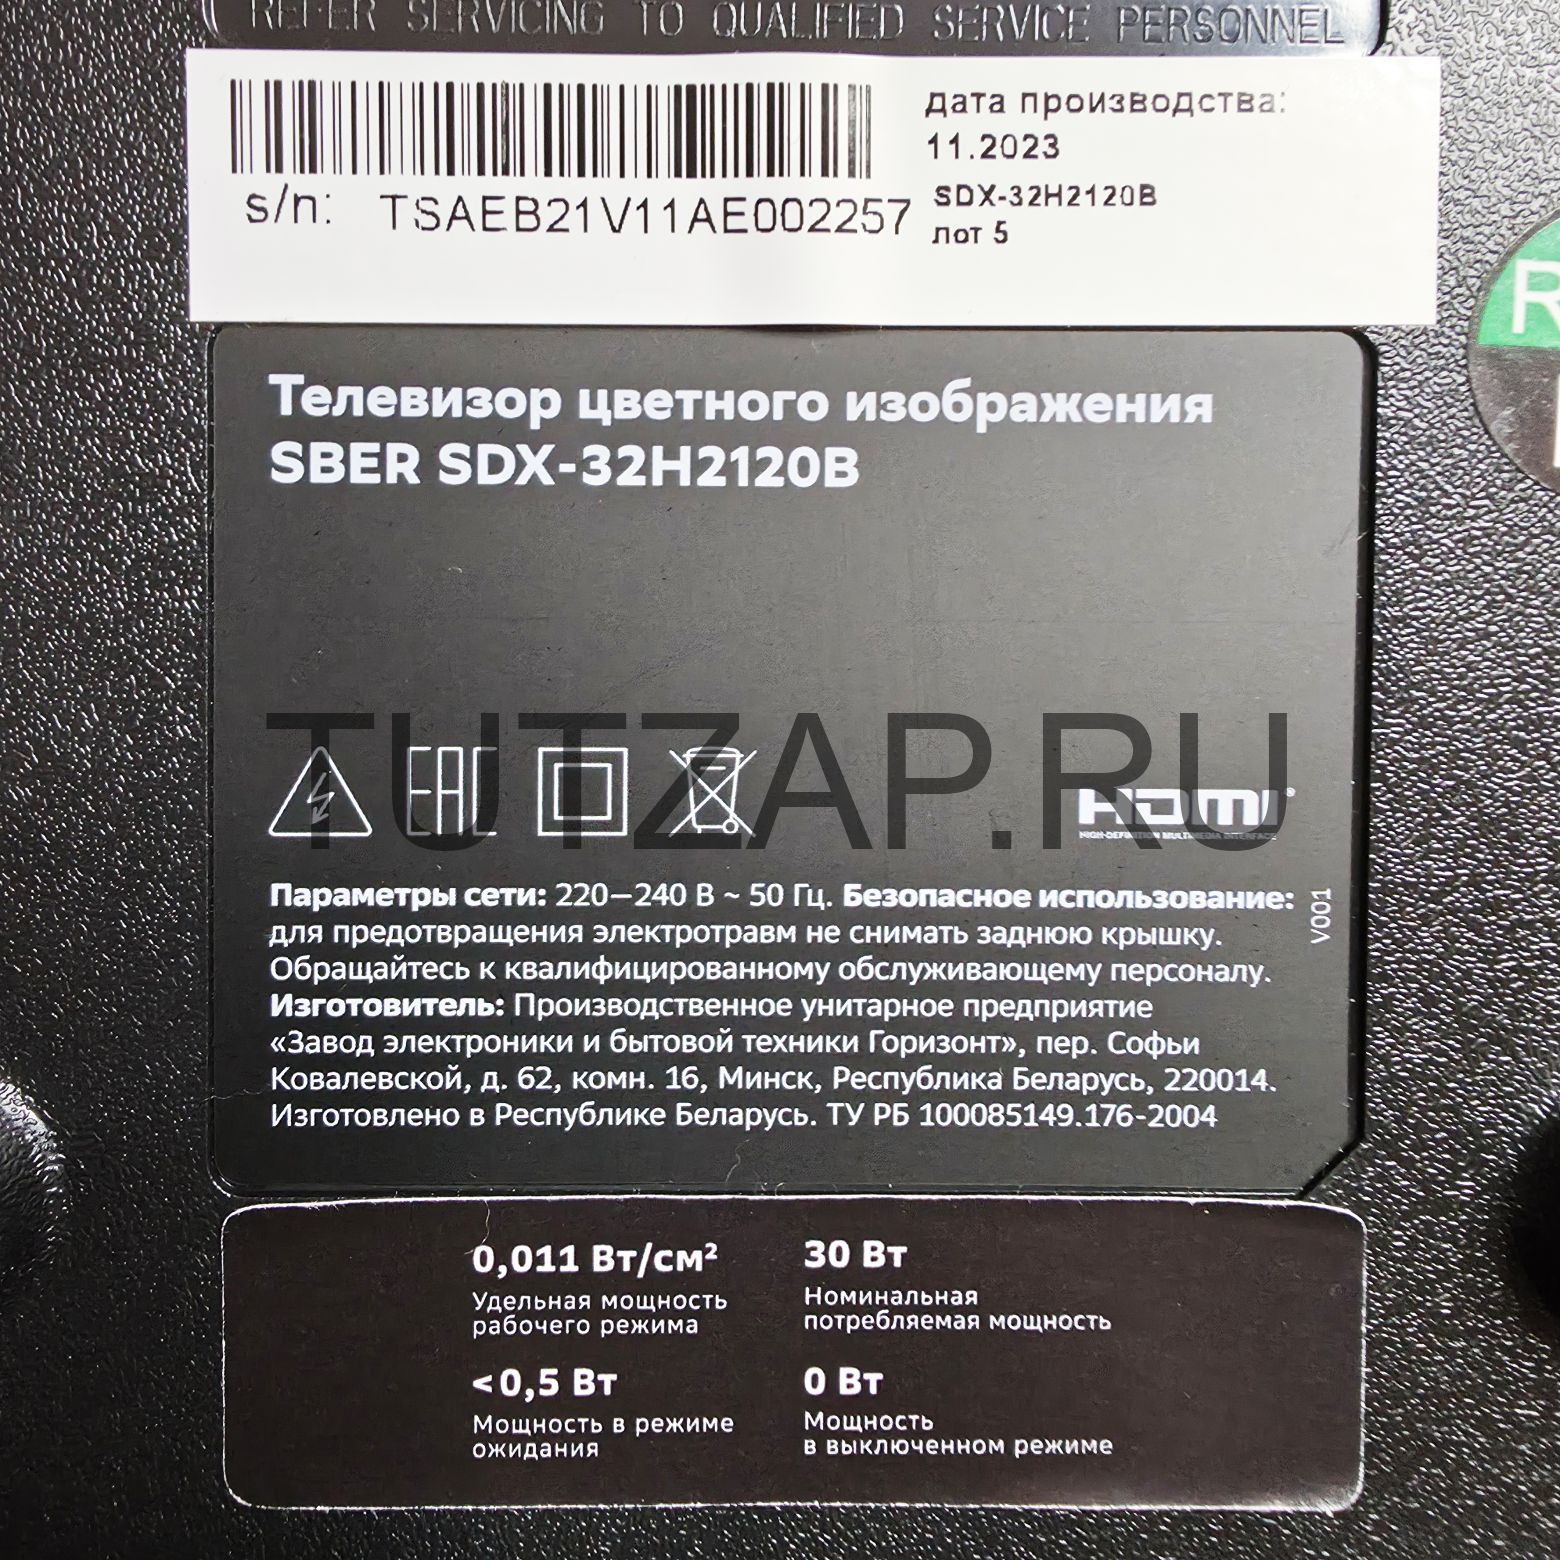 REFER SERVICING TO QUALIFIED SERVICE PERSONNEL
дата производства:
11.2023
s/n: TSAEB21V11AE002257
SDX-32H2120B
лот 5
R
Телевизор цветного изображения
SBER SDX-32H2120B
TUTZAP.RU
EAC
HDMI®
HIGH-DEFINITION MULTIMEDIA INTERFACE
Параметры сети: 220–240 В ~ 50 Гц. Безопасное использование:
для предотвращения электротравм не снимать заднюю крышку.
Обращайтесь к квалифицированному обслуживающему персоналу.
Изготовитель: Производственное унитарное предприятие
«Завод электроники и бытовой техники Горизонт», пер. Софьи
Ковалевской, д. 62, комн. 16, Минск, Республика Беларусь, 220014.
Изготовлено в Республике Беларусь. ТУ РБ 100085149.176-2004
V001
0,011 Вт/см²
Удельная мощность
рабочего режима
30 Вт
Номинальная
потребляемая мощность
<0,5 Вт
Мощность в режиме
ожидания
0 Вт
Мощность
в выключенном режиме